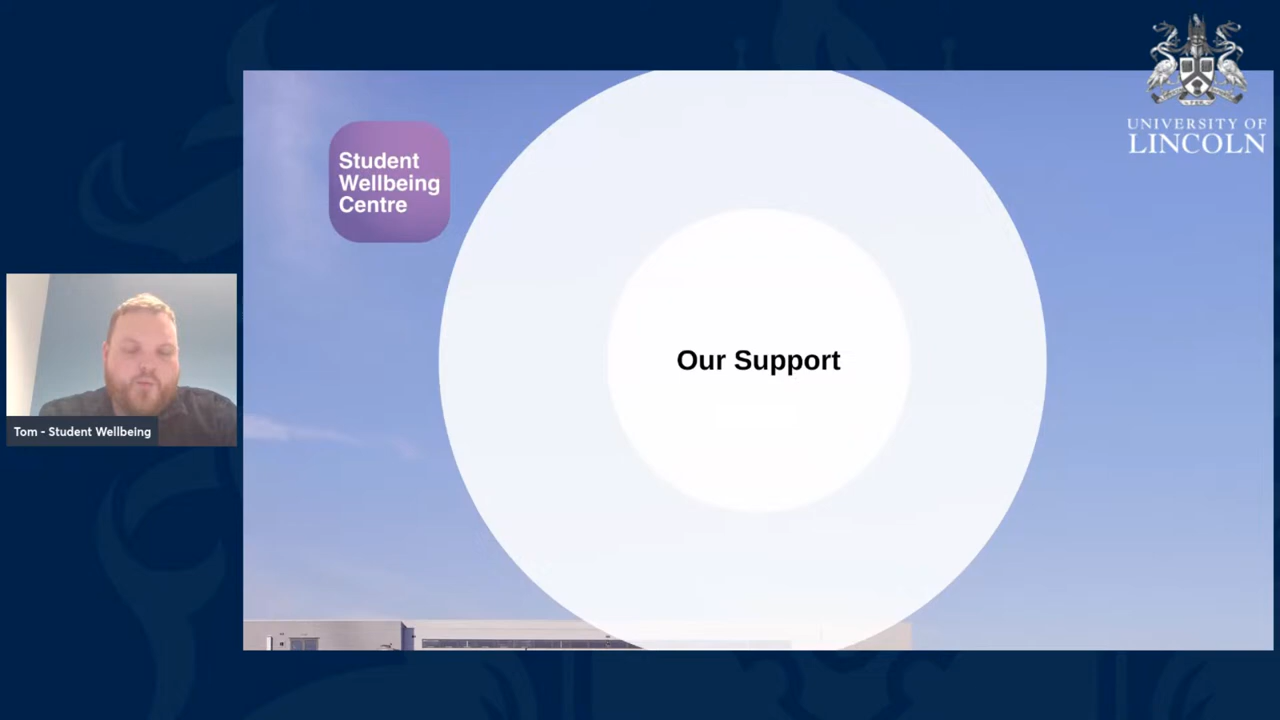 UNIVERSITY OF
LINCOLN
Student
Wellbeing
Centre
Our Support
Tom - Student Wellbeing